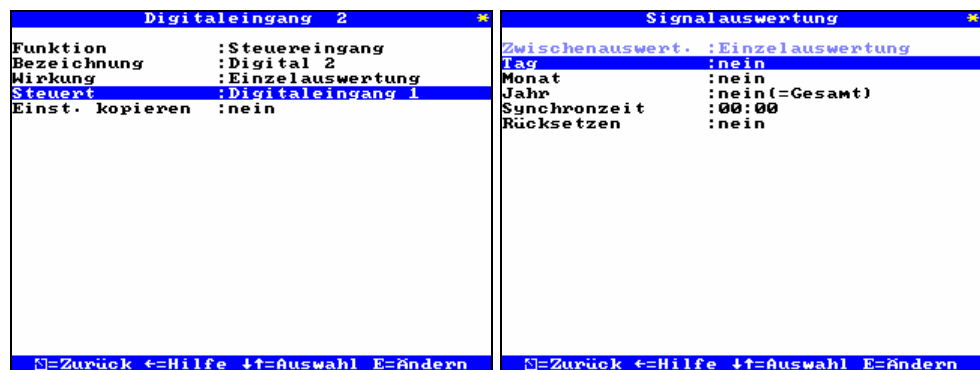 Digitaleingang 2 *
Funktion :Steuereingang
Bezeichnung :Digital 2
Wirkung :Einzelauswertung
Steuert :Digitaleingang 1
Einst. kopieren :nein
⇱=Zurück ←=Hilfe ↓↑=Auswahl E=Ändern
Signalauswertung *
Zwischenauswert. :Einzelauswertung
Tag :nein
Monat :nein
Jahr :nein(=Gesamt)
Synchronzeit :00:00
Rücksetzen :nein
⇱=Zurück ←=Hilfe ↓↑=Auswahl E=Ändern